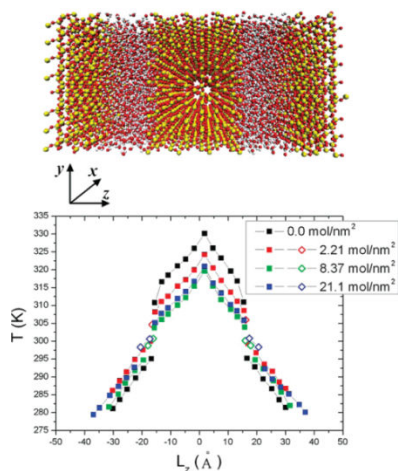 y
x
z
335
330
325
320
315
310
305
300
295
290
285
280
275
T (K)
0.0 mol/nm²
2.21 mol/nm²
8.37 mol/nm²
21.1 mol/nm²
-50 -40 -30 -20 -10 0 10 20 30 40 50
L_z (Å)